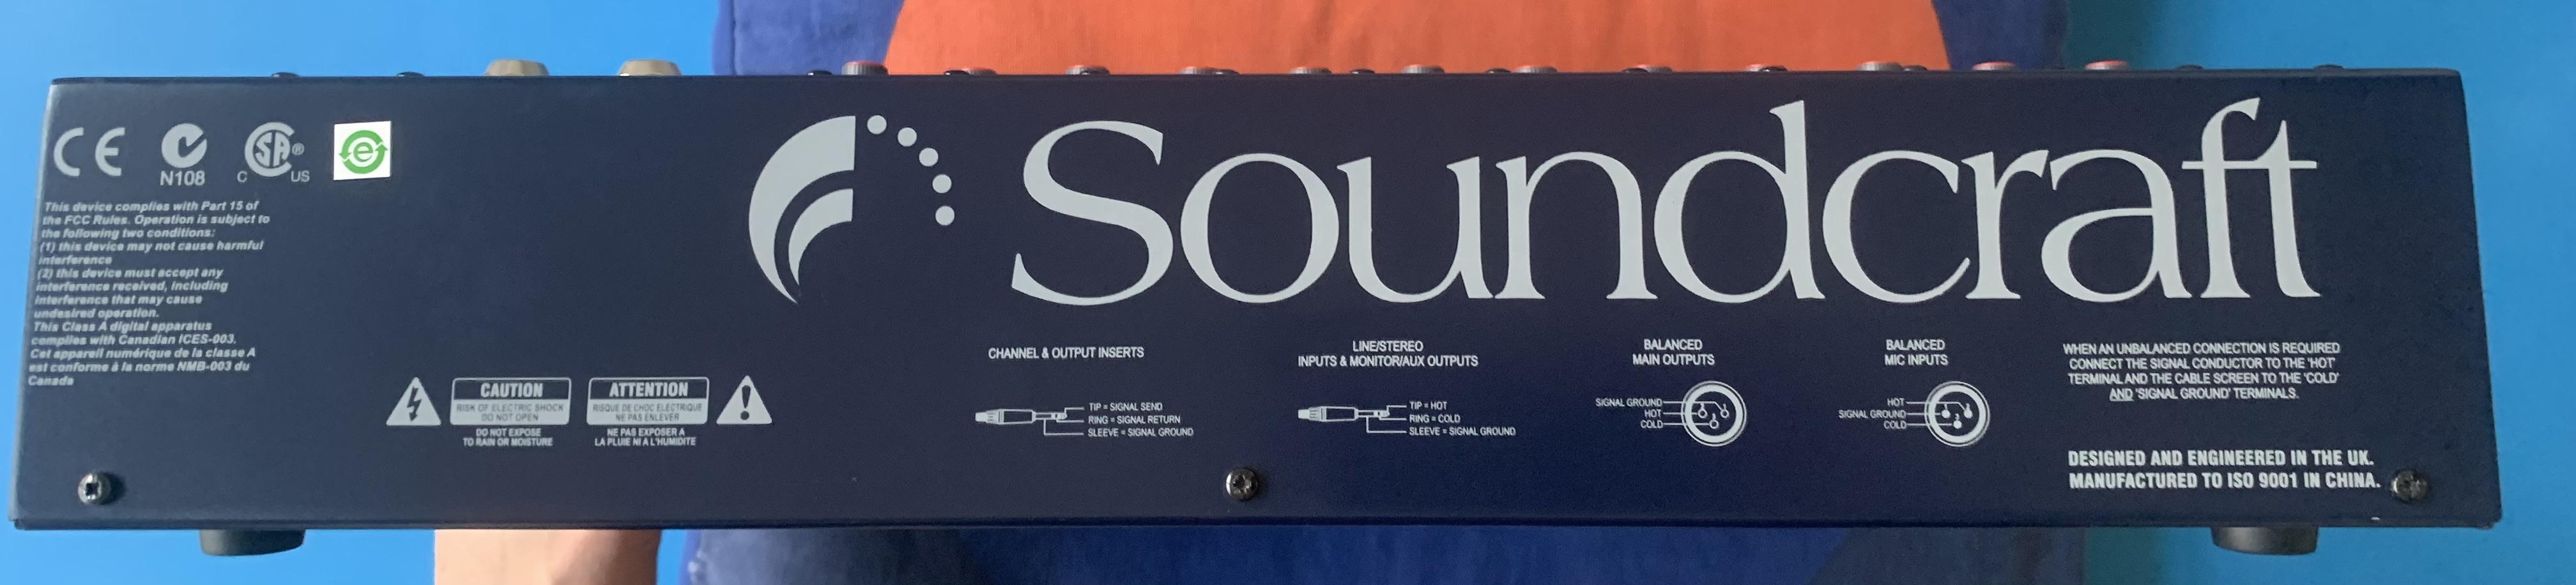 CE
N108
SA®
C US
e
This device complies with Part 15 of
the FCC Rules. Operation is subject to
the following two conditions:
(1) this device may not cause harmful
interference
(2) this device must accept any
interference received, including
interference that may cause
undesired operation.
This Class A digital apparatus
complies with Canadian ICES-003.
Cet appareil numérique de la classe A
est conforme à la norme NMB-003 du
Canada
Soundcraft
CAUTION
RISK OF ELECTRIC SHOCK
DO NOT OPEN
DO NOT EXPOSE
TO RAIN OR MOISTURE
ATTENTION
RISQUE DE CHOC ELECTRIQUE
NE PAS ENLEVER
NE PAS EXPOSER A
LA PLUIE NI A L'HUMIDITE
!
CHANNEL & OUTPUT INSERTS
TIP = SIGNAL SEND
RING = SIGNAL RETURN
SLEEVE = SIGNAL GROUND
LINE/STEREO
INPUTS & MONITOR/AUX OUTPUTS
TIP = HOT
RING = COLD
SLEEVE = SIGNAL GROUND
BALANCED
MAIN OUTPUTS
SIGNAL GROUND
HOT
COLD
BALANCED
MIC INPUTS
HOT
SIGNAL GROUND
COLD
WHEN AN UNBALANCED CONNECTION IS REQUIRED
CONNECT THE SIGNAL CONDUCTOR TO THE 'HOT'
TERMINAL AND THE CABLE SCREEN TO THE 'COLD'
AND 'SIGNAL GROUND' TERMINALS.
DESIGNED AND ENGINEERED IN THE UK.
MANUFACTURED TO ISO 9001 IN CHINA.